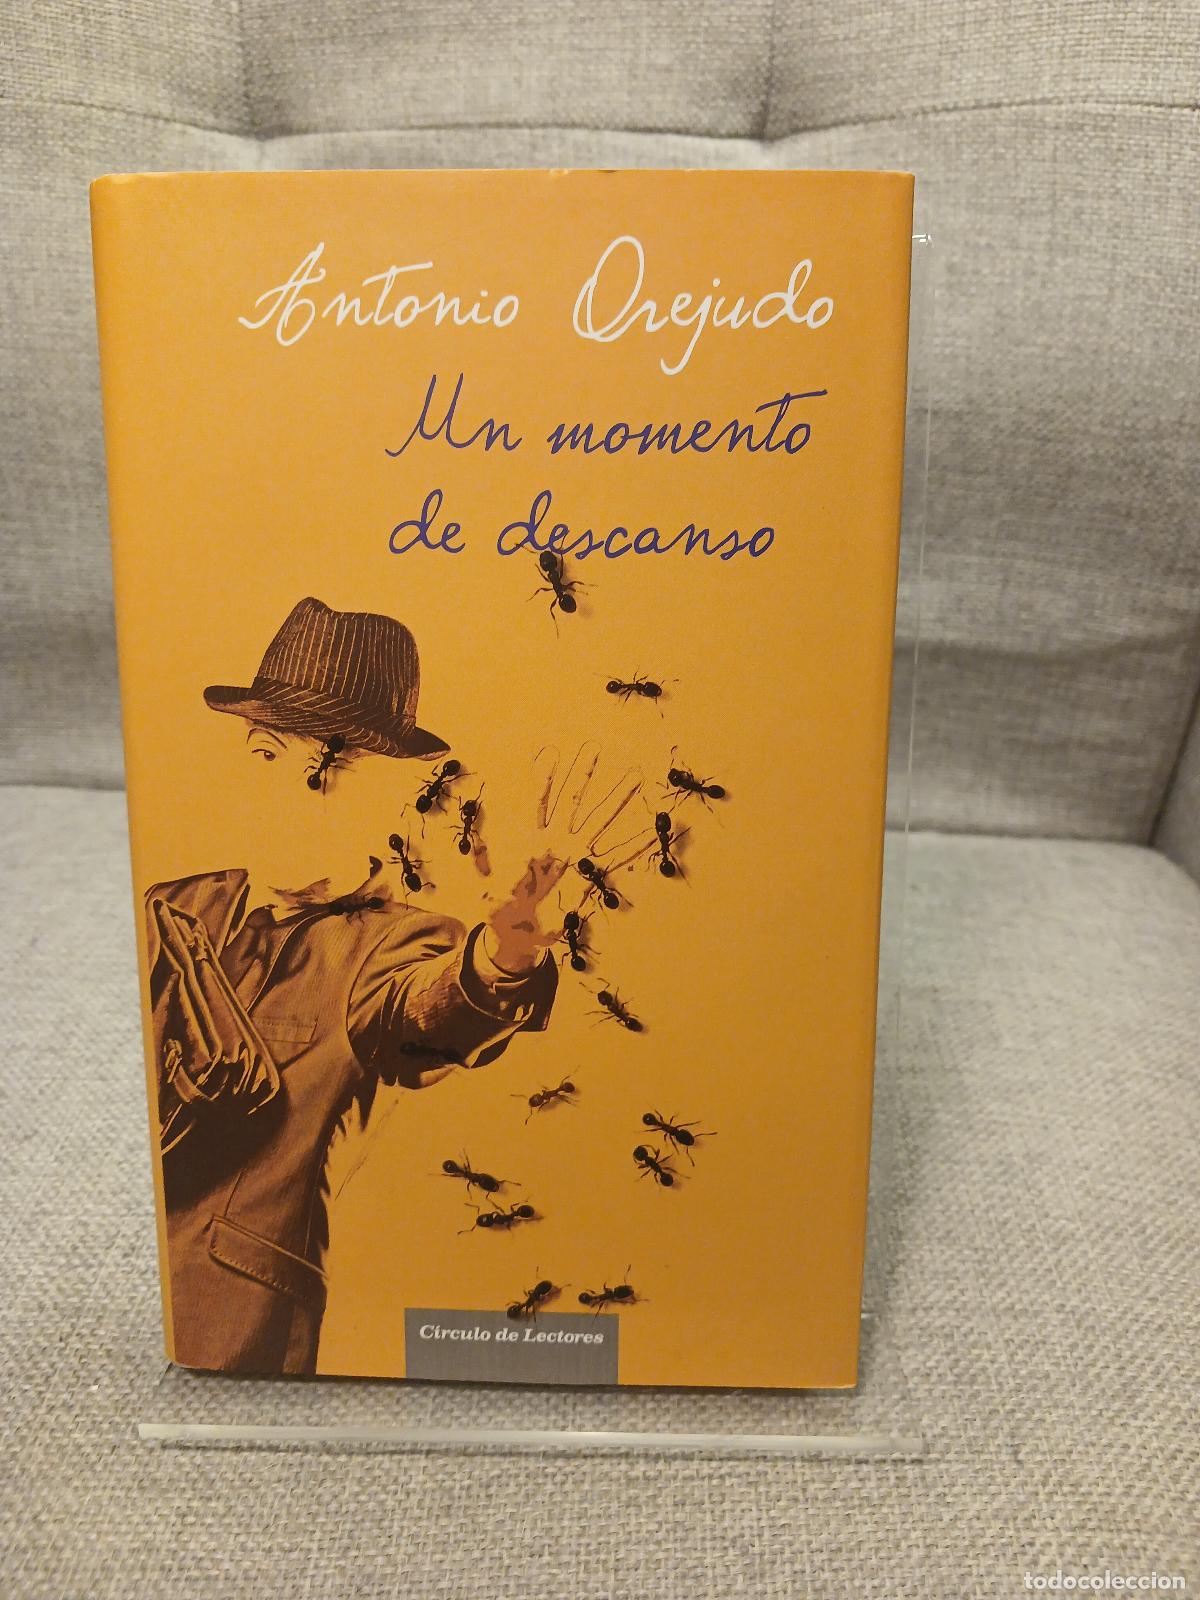 Antonio Orejudo
Un momento
de descanso
Círculo de Lectores
todocoleccion